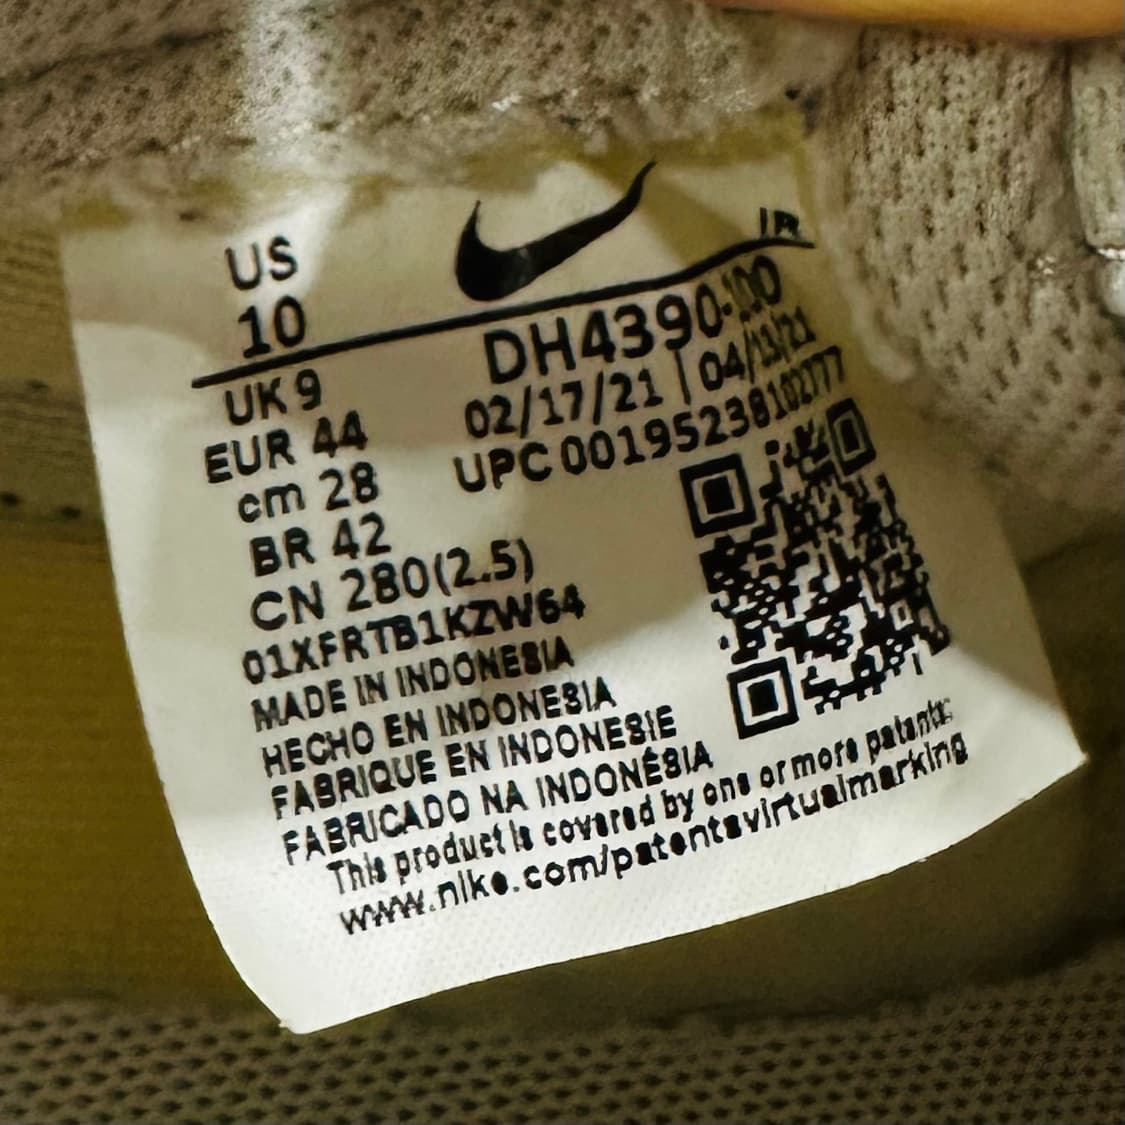 US
10
UK 9
EUR 44
cm 28
BR 42
CN 280(2.5)
01XFRTB1KZW64
DH4390-100
02/17/21 | 04/13/21
UPC 00195238102777
MADE IN INDONESIA
HECHO EN INDONESIA
FABRIQUE EN INDONESIE
FABRICADO NA INDONÉSIA
This product is covered by one or more patents:
www.nike.com/patentsvirtualmarking